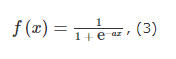 f (x) = 1 / (1 + e^{-ax}) , (3)